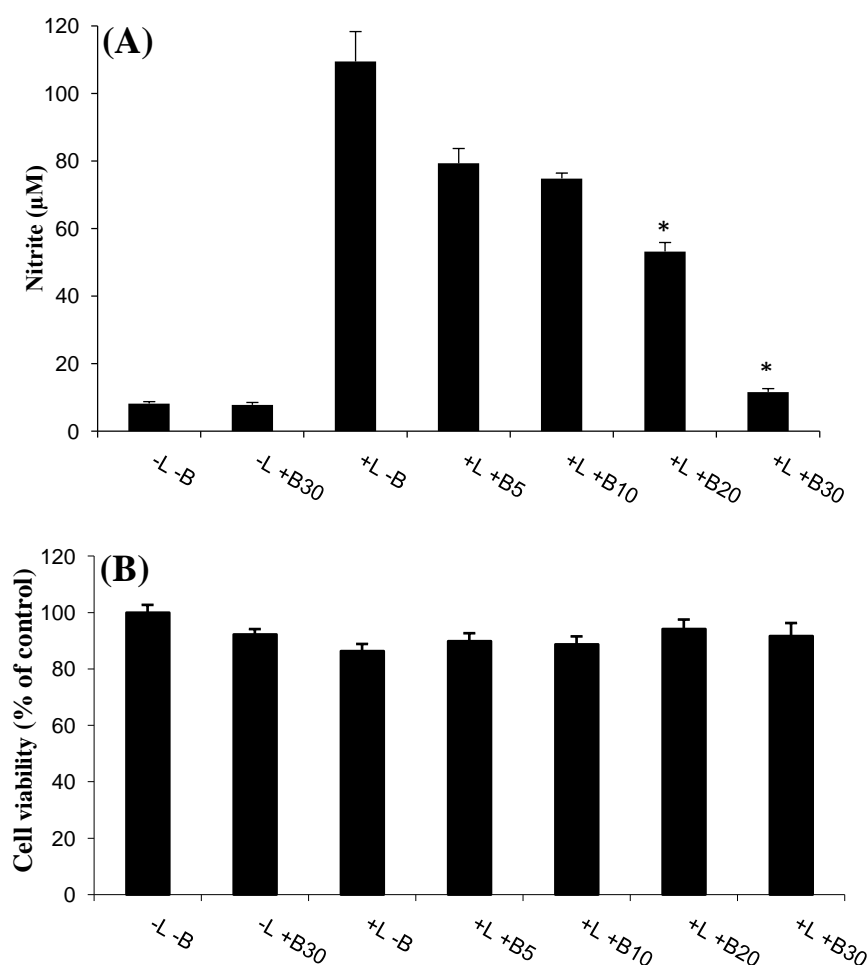 (A)
Nitrite (µM)
120
100
80
60
40
20
0
*
*
-L -B
-L +B30
+L -B
+L +B5
+L +B10
+L +B20
+L +B30
(B)
Cell viability (% of control)
120
100
80
60
40
20
0
-L -B
-L +B30
+L -B
+L +B5
+L +B10
+L +B20
+L +B30